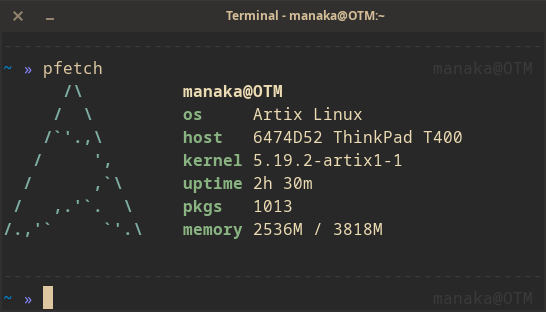 Terminal - manaka@OTM:~
~ » pfetch manaka@OTM
/\ manaka@OTM
/  \ os Artix Linux
/`'.,\ host 6474D52 ThinkPad T400
/     ', kernel 5.19.2-artix1-1
/      ,`\ uptime 2h 30m
/   ,.'`.  \ pkgs 1013
/.,'`     `'.\ memory 2536M / 3818M
~ » manaka@OTM